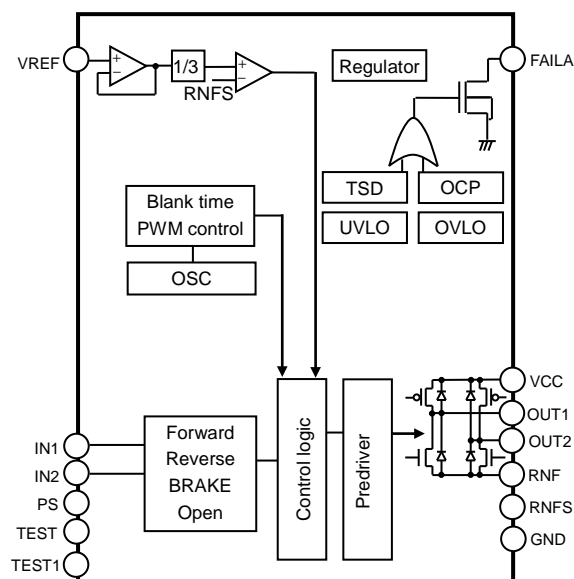 VREF
1/3
RNFS
Regulator
FAILA
TSD
OCP
UVLO
OVLO
Blank time
PWM control
OSC
VCC
OUT1
OUT2
RNF
RNFS
GND
IN1
IN2
PS
TEST
TEST1
Forward
Reverse
BRAKE
Open
Control logic
Predriver